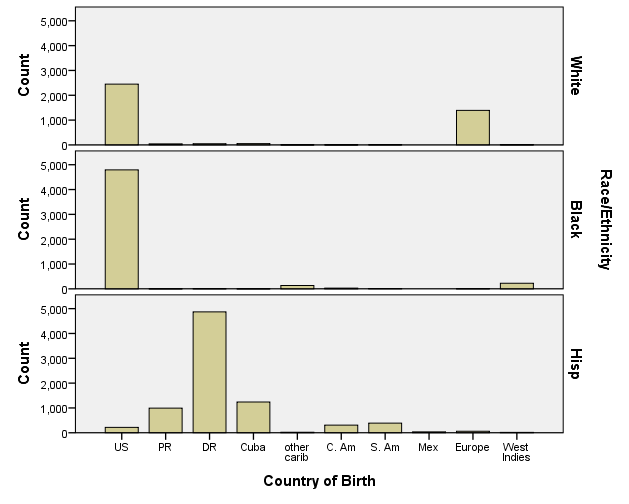 5,000
4,000
3,000
2,000
1,000
0
Count
White
5,000
4,000
3,000
2,000
1,000
0
Count
Black
Race/Ethnicity
5,000
4,000
3,000
2,000
1,000
0
Count
Hisp
US PR DR Cuba other carib C. Am S. Am Mex Europe West Indies
Country of Birth